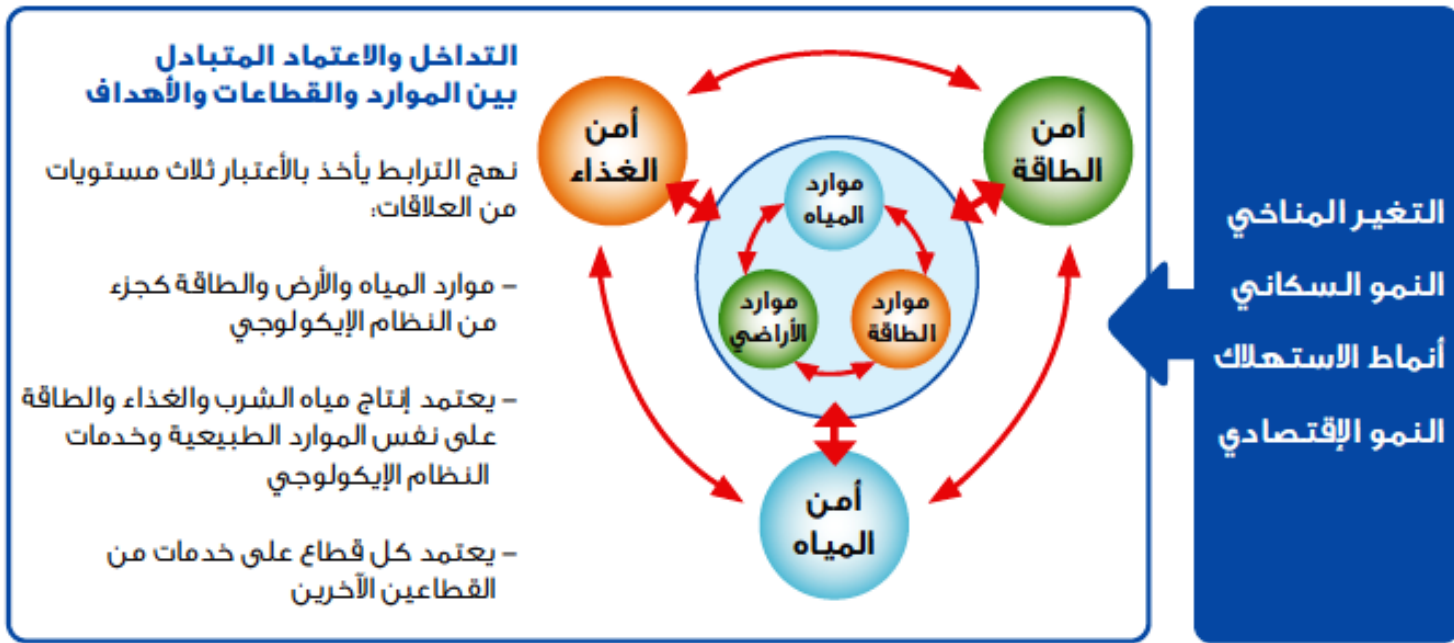 التغير المناخي
النمو السكاني
أنماط الاستهلاك
النمو الإقتصادي
أمن
الطاقة
أمن
الغذاء
موارد
المياه
موارد
الطاقة
موارد
الأراضي
أمن
المياه
التداخل والاعتماد المتبادل
بين الموارد والقطاعات والأهداف
نهج الترابط يأخذ بالأعتبار ثلاث مستويات
من العلاقات:
– موارد المياه والأرض والطاقة كجزء
من النظام الإيكولوجي
– يعتمد إنتاج مياه الشرب والغذاء والطاقة
على نفس الموارد الطبيعية وخدمات
النظام الإيكولوجي
– يعتمد كل قطاع على خدمات من
القطاعين الآخرين